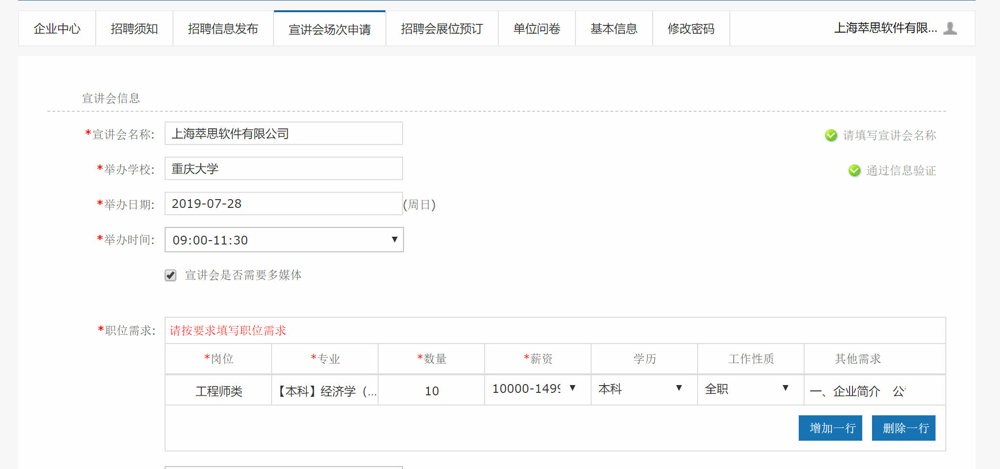 企业中心 招聘须知 招聘信息发布 宣讲会场次申请 招聘会展位预订 单位问卷 基本信息 修改密码 上海萃思软件有限...
宣讲会信息
*宣讲会名称: 上海萃思软件有限公司 请填写宣讲会名称
*举办学校: 重庆大学 通过信息验证
*举办日期: 2019-07-28 (周日)
*举办时间: 09:00-11:30
宣讲会是否需要多媒体
*职位需求: 请按要求填写职位需求
*岗位 *专业 *数量 *薪资 学历 工作性质 其他需求
工程师类 【本科】经济学（... 10 10000-1499 本科 全职 一、企业简介 公
增加一行 删除一行